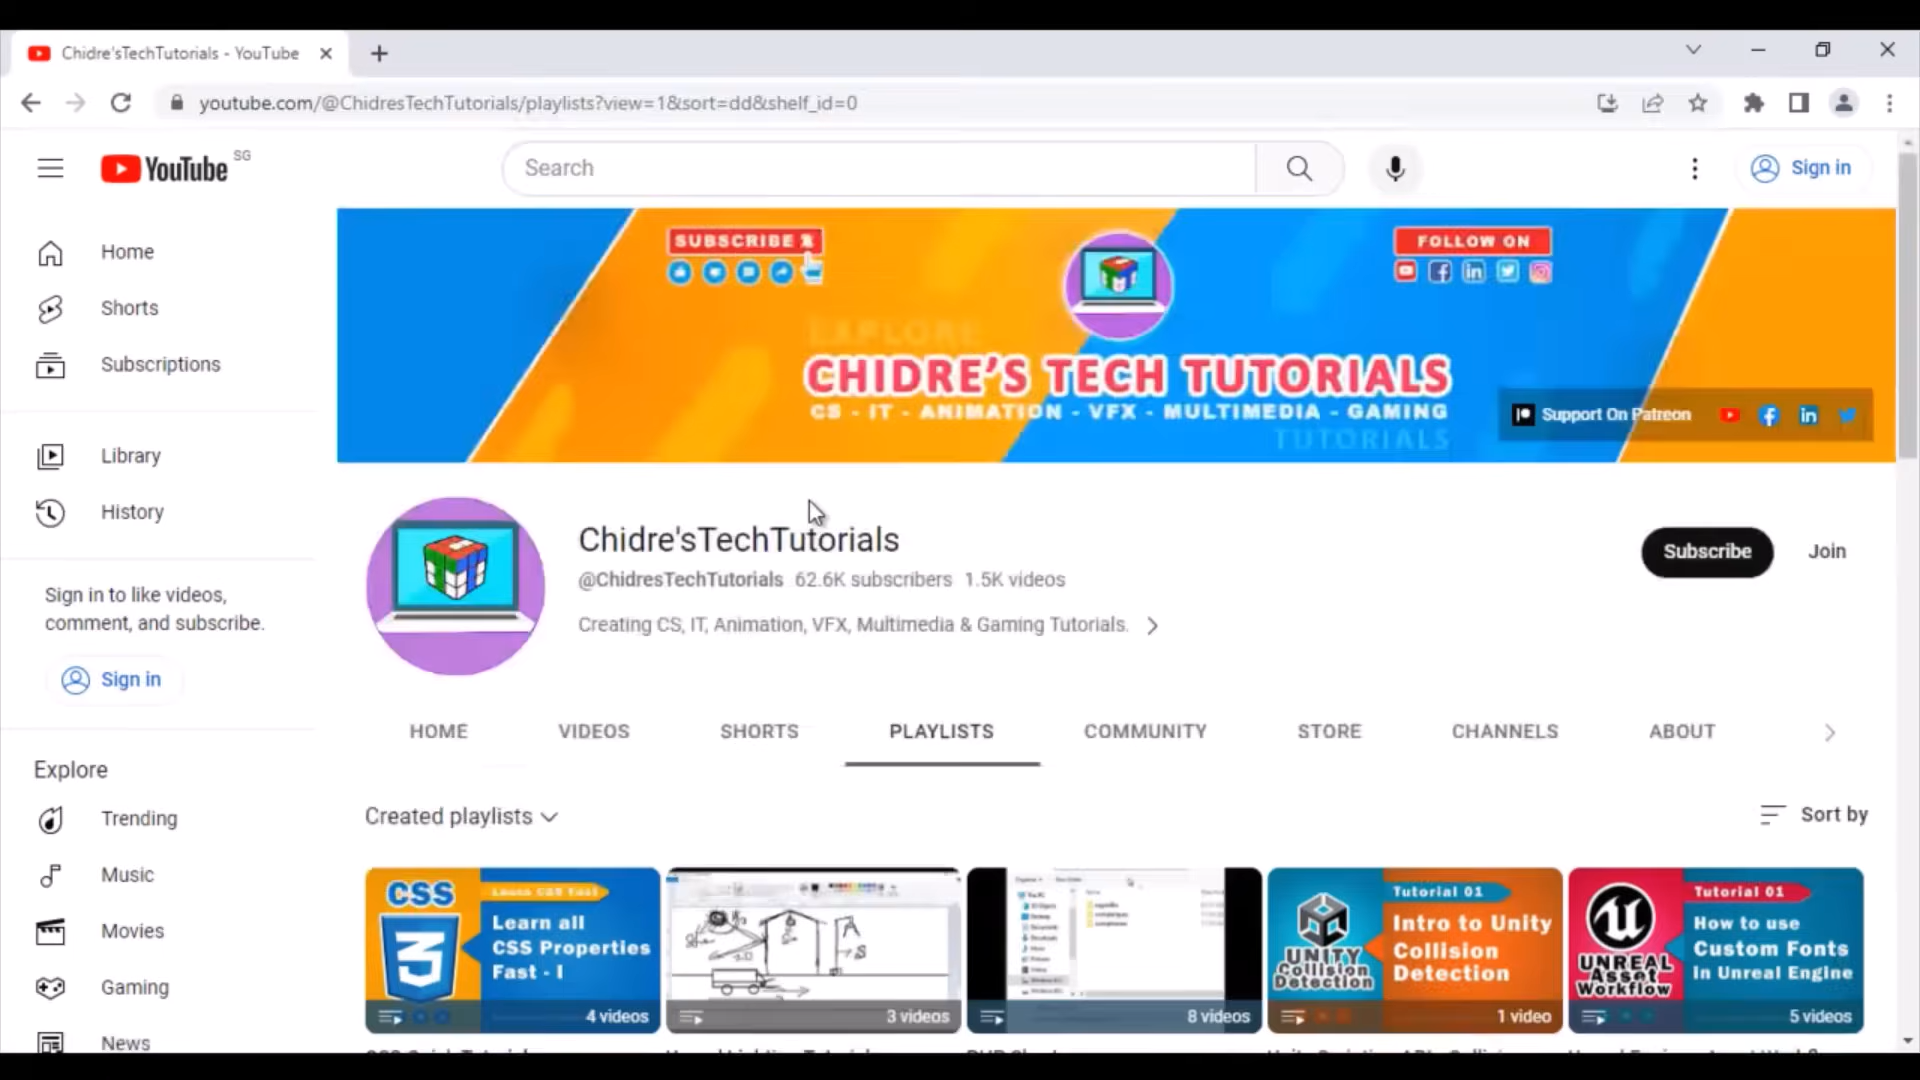 Chidre'sTechTutorials - YouTube
youtube.com/@ChidresTechTutorials/playlists?view=1&sort=dd&shelf_id=0
YouTube SG
Search
Sign in
Home
Shorts
Subscriptions
Library
History
Sign in to like videos,
comment, and subscribe.
Sign in
Explore
Trending
Music
Movies
Gaming
News
SUBSCRIBE
FOLLOW ON
EXPLORE
CHIDRE'S TECH TUTORIALS
CS - IT - ANIMATION - VFX - MULTIMEDIA - GAMING
TUTORIALS
Support On Patreon
Chidre'sTechTutorials
@ChidresTechTutorials 62.6K subscribers 1.5K videos
Creating CS, IT, Animation, VFX, Multimedia & Gaming Tutorials.
Subscribe
Join
HOME VIDEOS SHORTS PLAYLISTS COMMUNITY STORE CHANNELS ABOUT
Created playlists
Sort by
CSS
Learn CSS Fast
Learn all
CSS Properties
Fast - I
4 videos
3 videos
8 videos
UNITY
Collision
Detection
Tutorial 01
Intro to Unity
Collision
Detection
1 video
UNREAL
Asset
Workflow
Tutorial 01
How to use
Custom Fonts
In Unreal Engine
5 videos